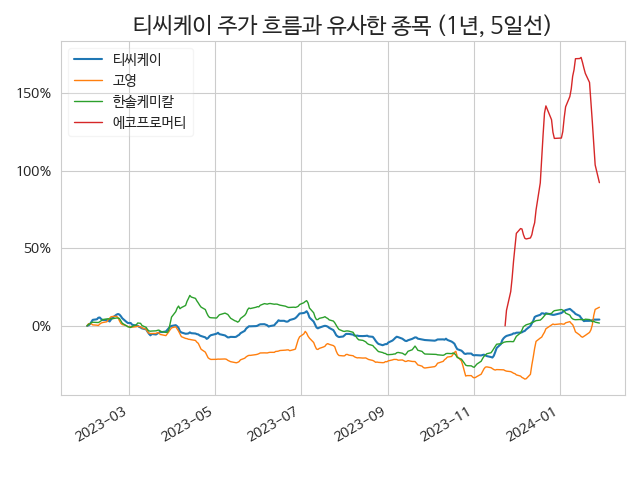 티씨케이 주가 흐름과 유사한 종목 (1년, 5일선)
티씨케이
고영
한솔케미칼
에코프로머티
150%
100%
50%
0%
2023-03
2023-05
2023-07
2023-09
2023-11
2024-01